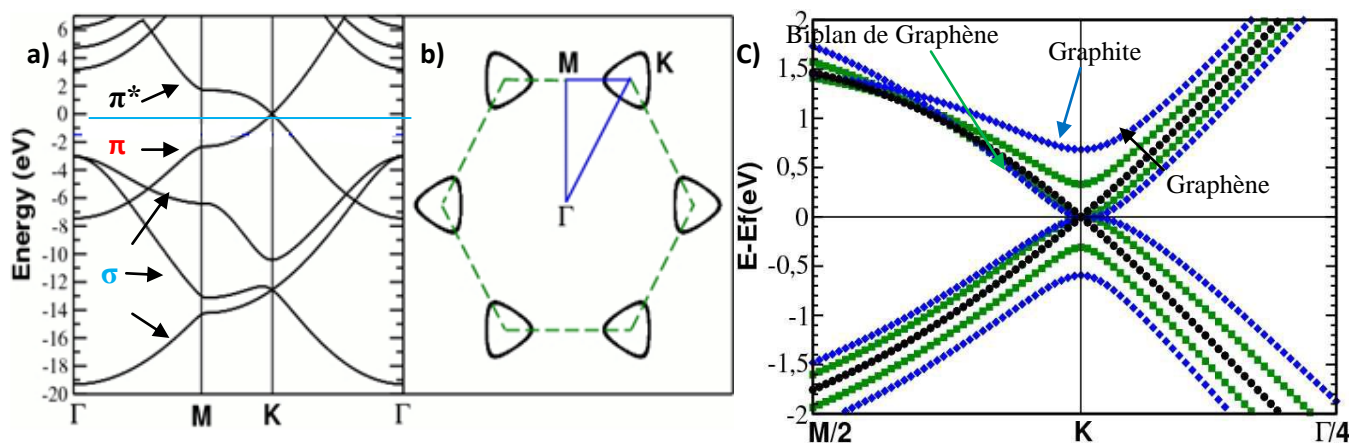 a)
Energy (eV)
6
4
2
0
-2
-4
-6
-8
-10
-12
-14
-16
-18
-20
π*
π
σ
Γ
M
K
Γ
b)
M
K
Γ
C)
E-Ef(eV)
2
1,5
1
0,5
0
-0,5
-1
-1,5
-2
Biplan de Graphène
Graphite
Graphène
M/2
K
Γ/4